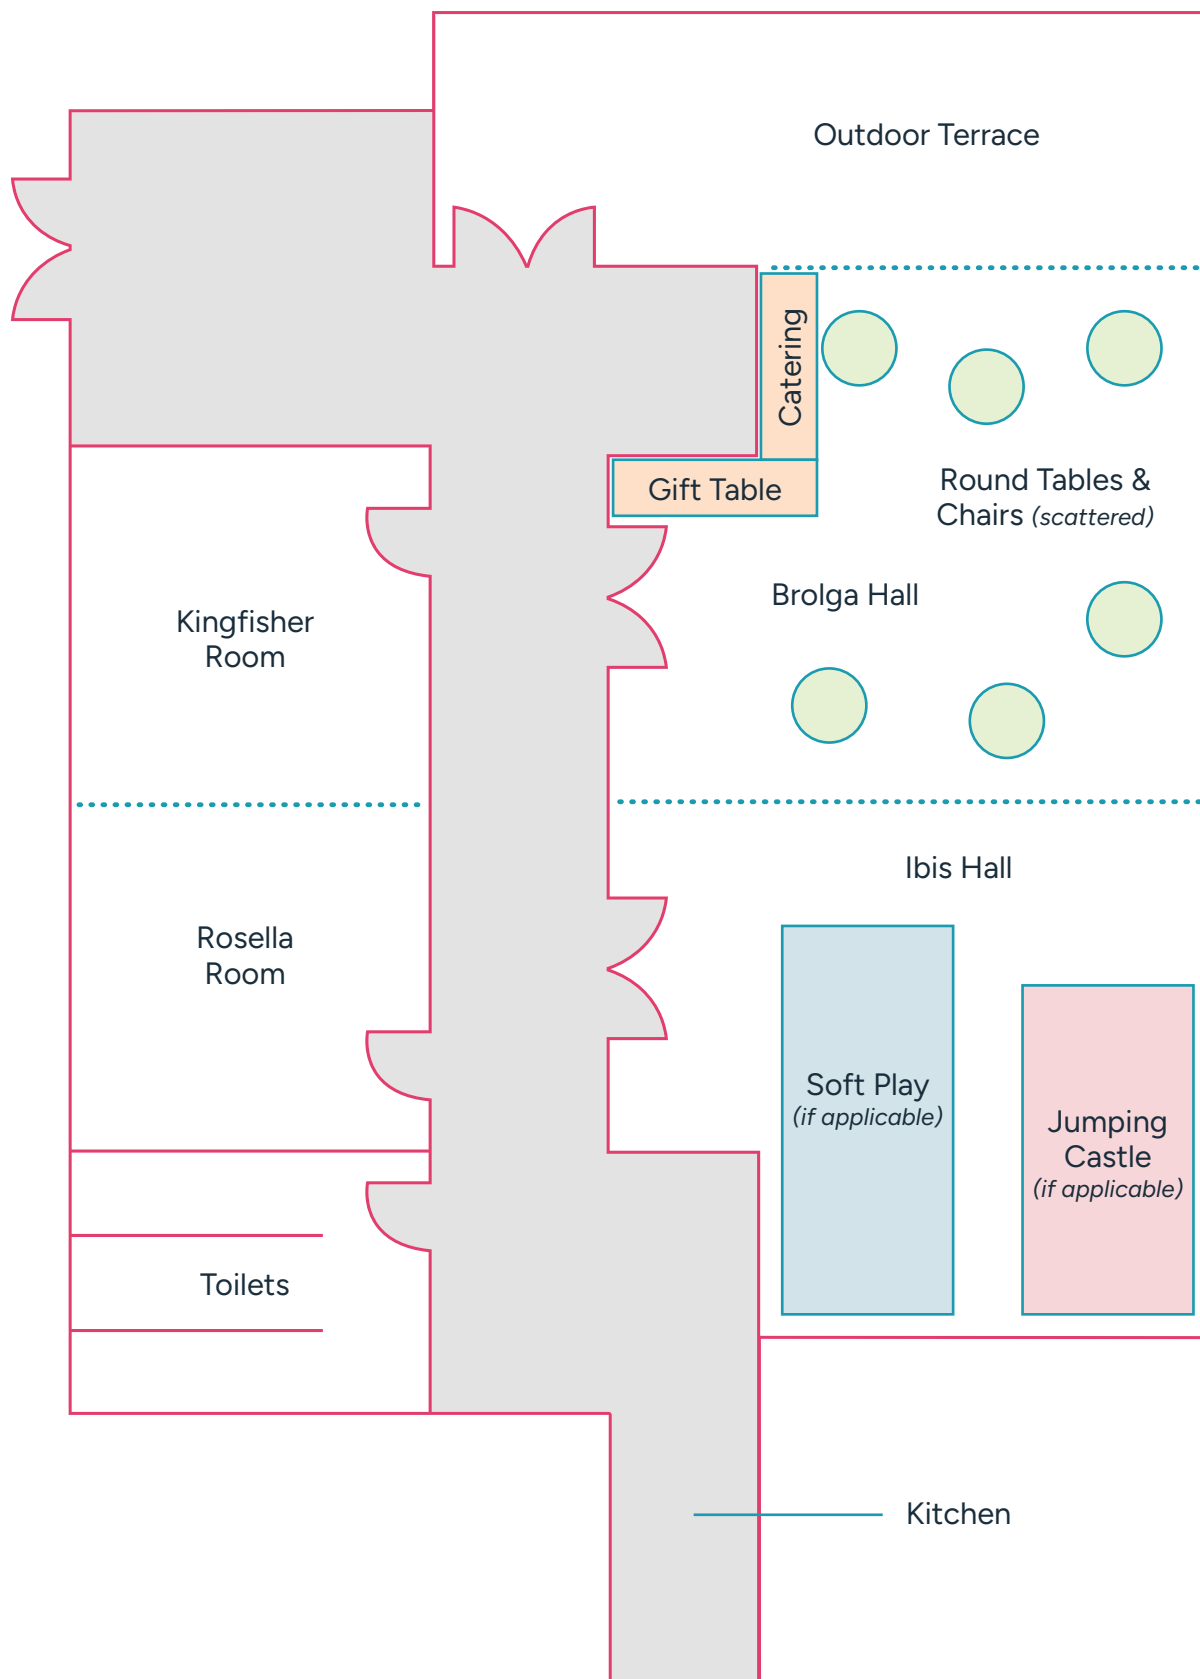 Outdoor Terrace
Catering
Gift Table
Round Tables &
Chairs (scattered)
Brolga Hall
Kingfisher
Room
Ibis Hall
Rosella
Room
Soft Play
(if applicable)
Jumping
Castle
(if applicable)
Toilets
Kitchen